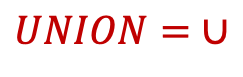 UNION = ∪